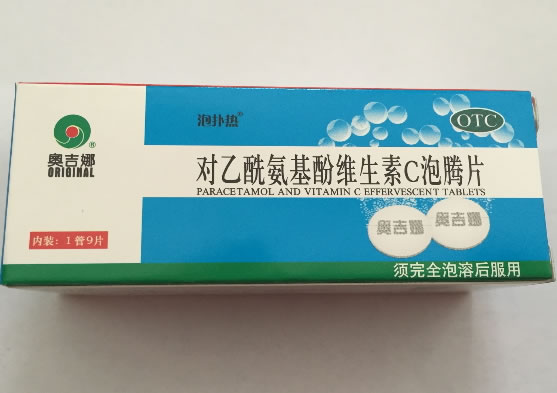 泡扑热®
OTC
奥吉娜®
ORIGINAL
对乙酰氨基酚维生素C泡腾片
PARACETAMOL AND VITAMIN C EFFERVESCENT TABLETS
奥吉娜
奥吉娜
内装：1管9片
须完全泡溶后服用